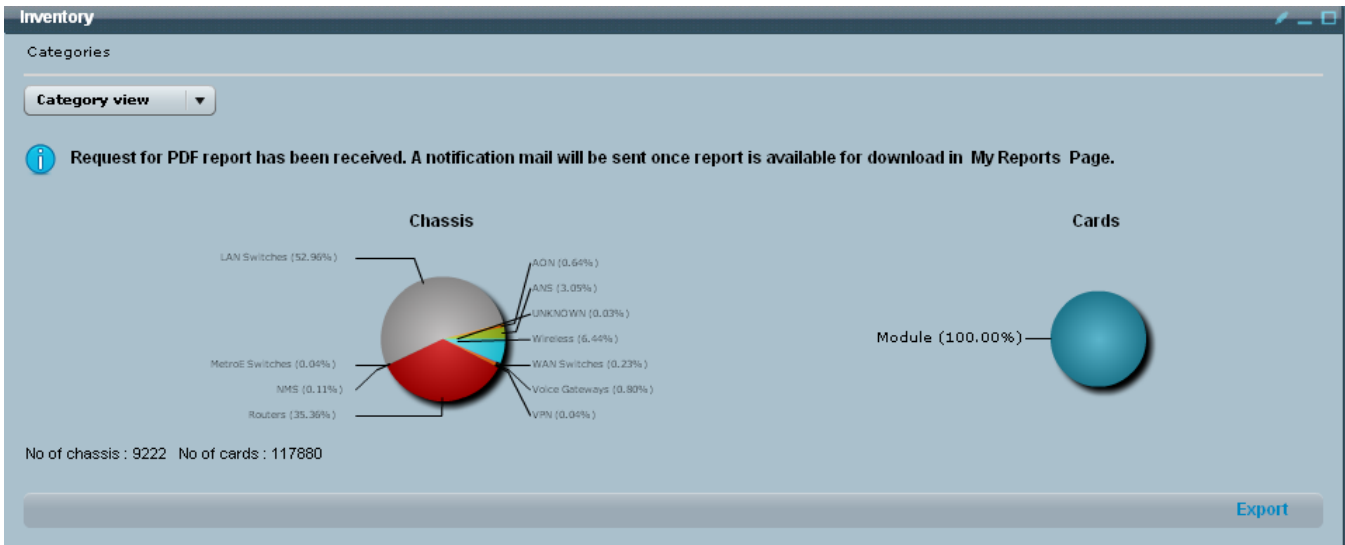 Inventory
Categories
Category view
Request for PDF report has been received. A notification mail will be sent once report is available for download in My Reports Page.
Chassis
LAN Switches (52.96%)
MetroE Switches (0.04%)
NMS (0.11%)
Routers (35.36%)
AON (0.64%)
ANS (3.05%)
UNKNOWN (0.03%)
Wireless (6.44%)
WAN Switches (0.23%)
Voice Gateways (0.80%)
VPN (0.04%)
Cards
Module (100.00%)
No of chassis : 9222 No of cards : 117880
Export